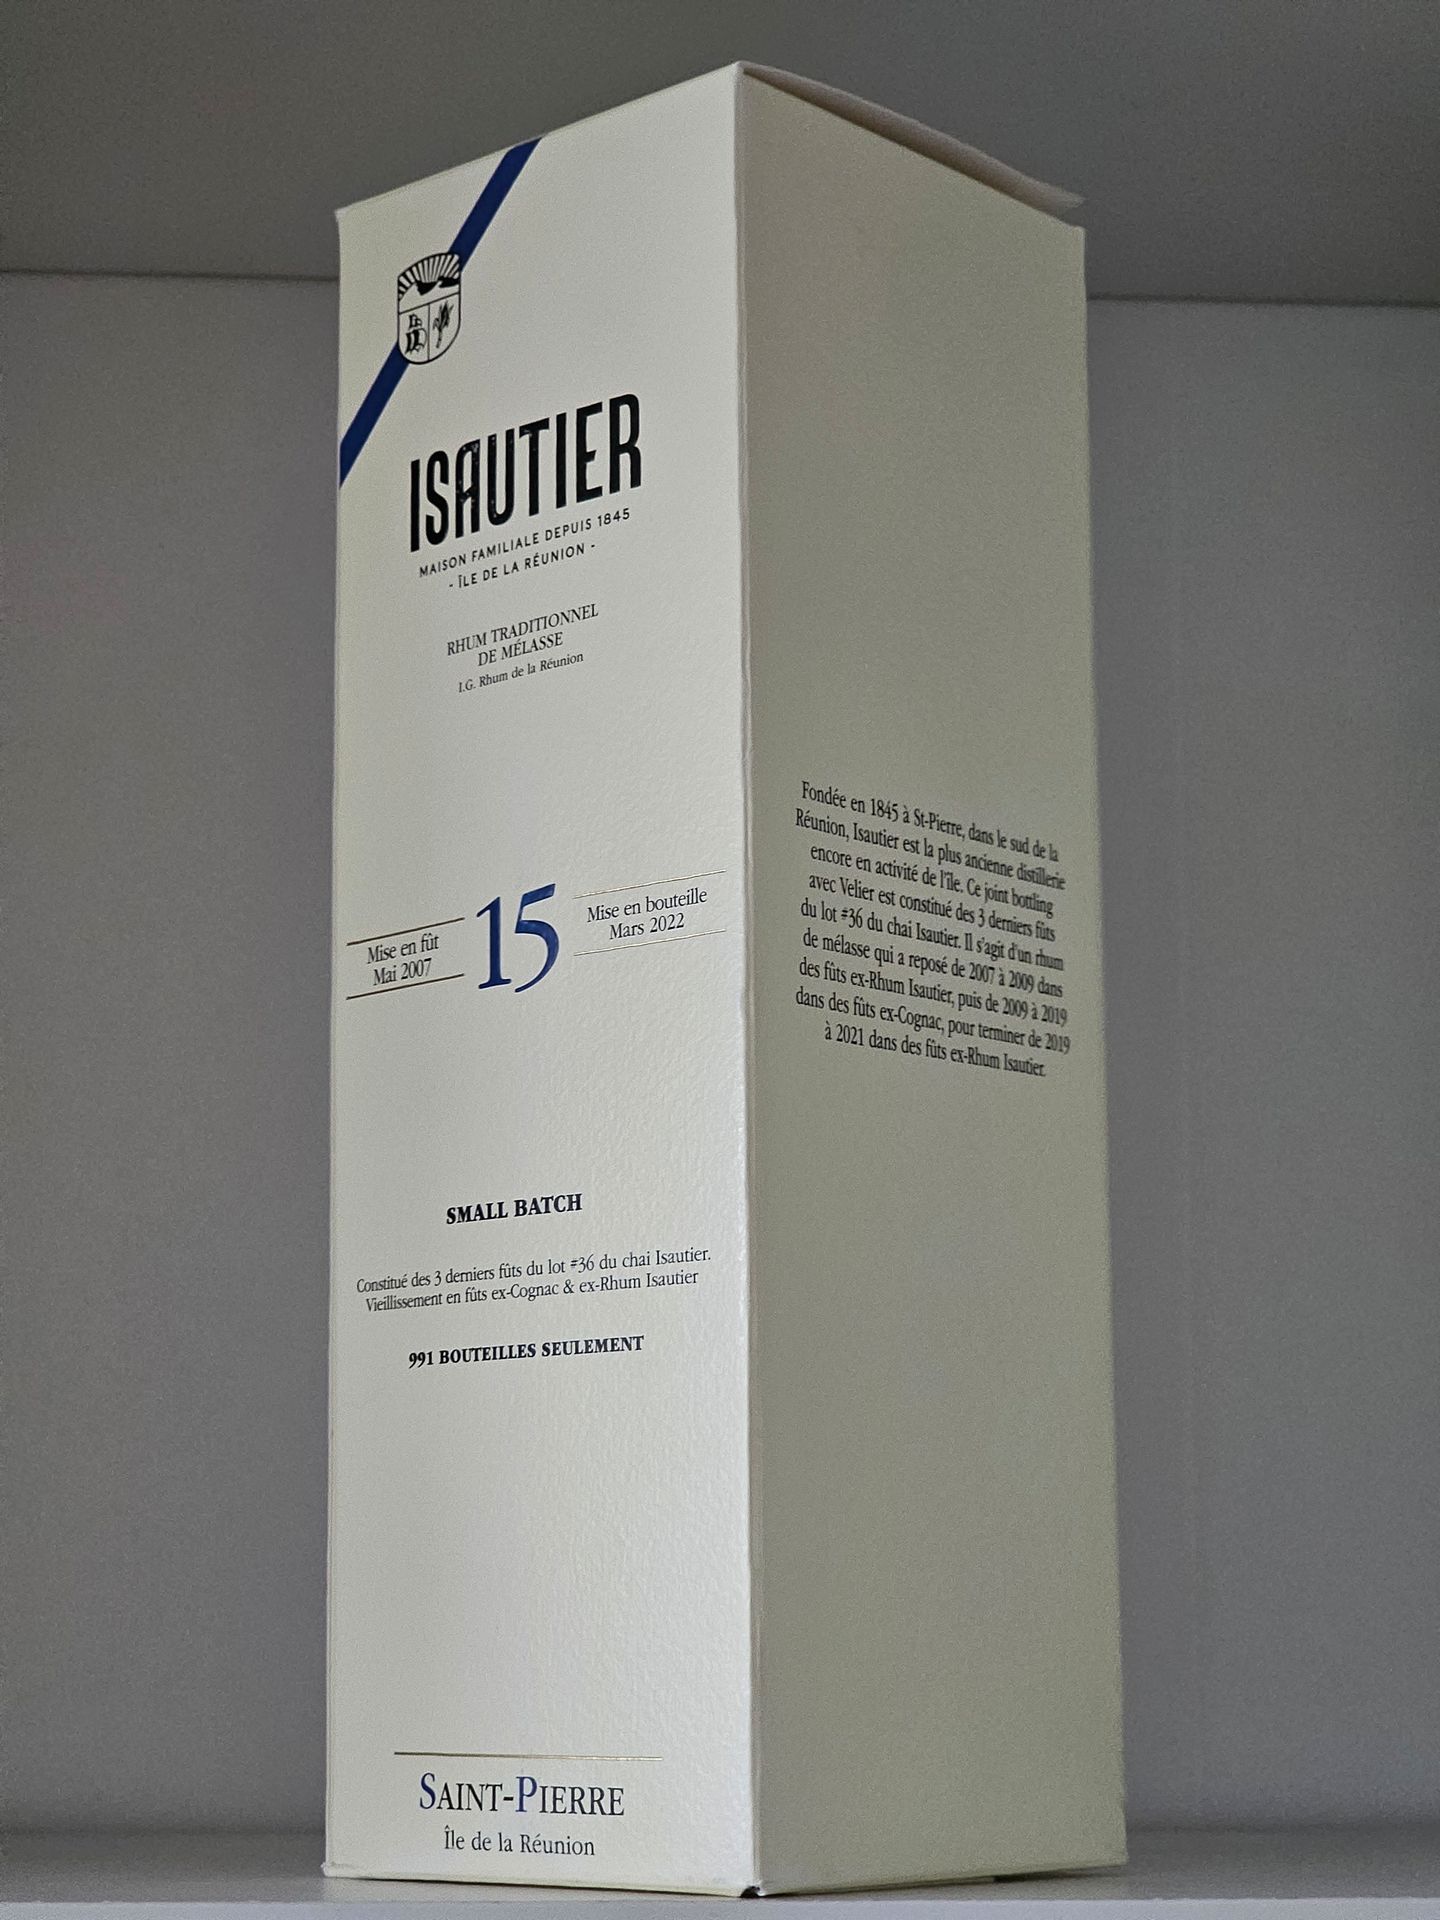 ISAUTIER
MAISON FAMILIALE DEPUIS 1845
- ÎLE DE LA RÉUNION -
RHUM TRADITIONNEL
DE MÉLASSE
I.G. Rhum de la Réunion
Mise en fût
Mai 2007
15
Mise en bouteille
Mars 2022
SMALL BATCH
Constitué des 3 derniers fûts du lot #36 du chai Isautier.
Vieillissement en fûts ex-Cognac & ex-Rhum Isautier
991 BOUTEILLES SEULEMENT
SAINT-PIERRE
Île de la Réunion
Fondée en 1845 à St-Pierre, dans le sud de la
Réunion, Isautier est la plus ancienne distillerie
encore en activité de l'île. Ce joint bottling
avec Velier est constitué des 3 derniers fûts
du lot #36 du chai Isautier. Il s'agit d'un rhum
de mélasse qui a reposé de 2007 à 2009 dans
des fûts ex-Rhum Isautier, puis de 2009 à 2019
dans des fûts ex-Cognac, pour terminer de 2019
à 2021 dans des fûts ex-Rhum Isautier.